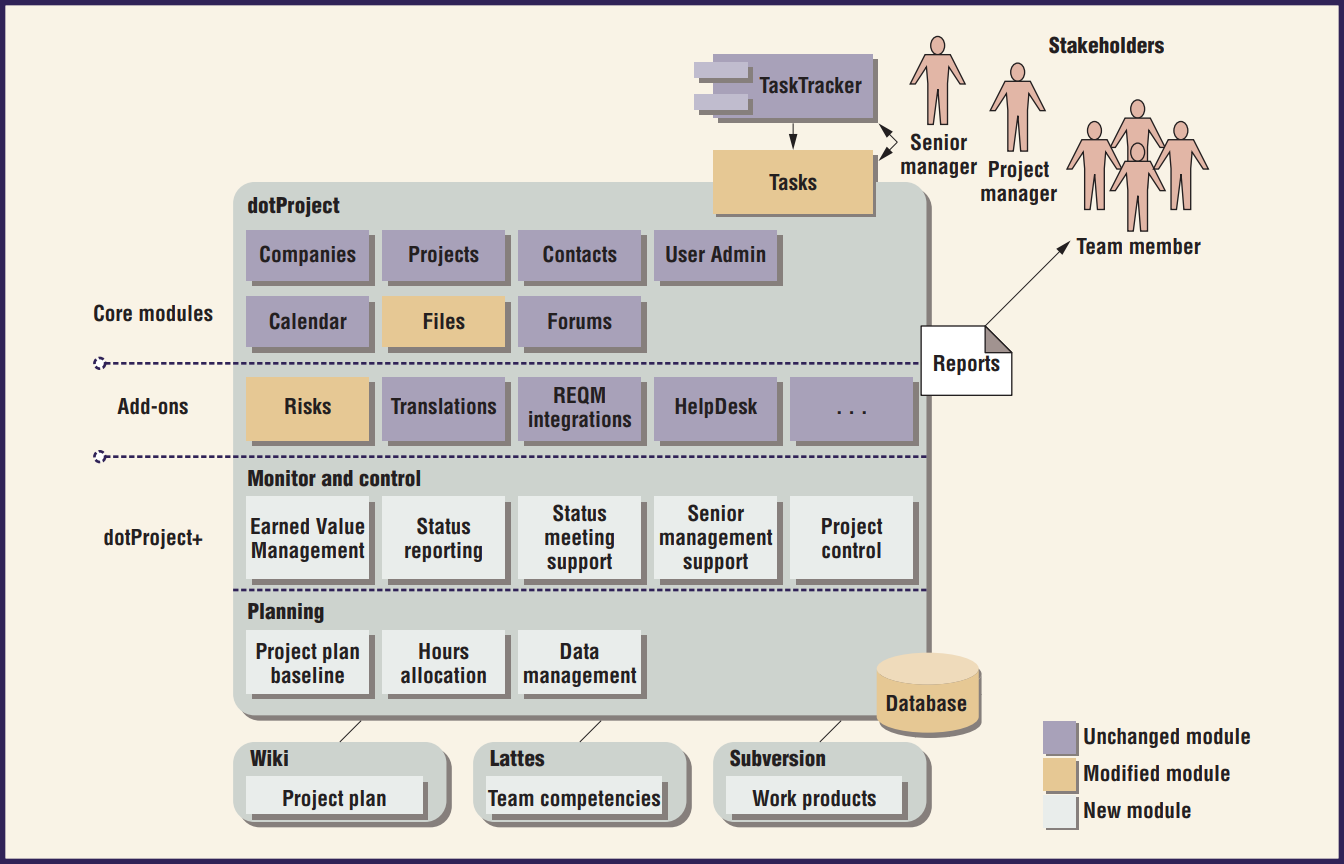 Stakeholders
TaskTracker
Senior
manager
Project
manager
Tasks
Team member
dotProject
Companies
Projects
Contacts
User Admin
Core modules
Calendar
Files
Forums
Reports
Add-ons
Risks
Translations
REQM
integrations
HelpDesk
. . .
Monitor and control
dotProject+
Earned Value
Management
Status
reporting
Status
meeting
support
Senior
management
support
Project
control
Planning
Project plan
baseline
Hours
allocation
Data
management
Database
Wiki
Project plan
Lattes
Team competencies
Subversion
Work products
Unchanged module
Modified module
New module